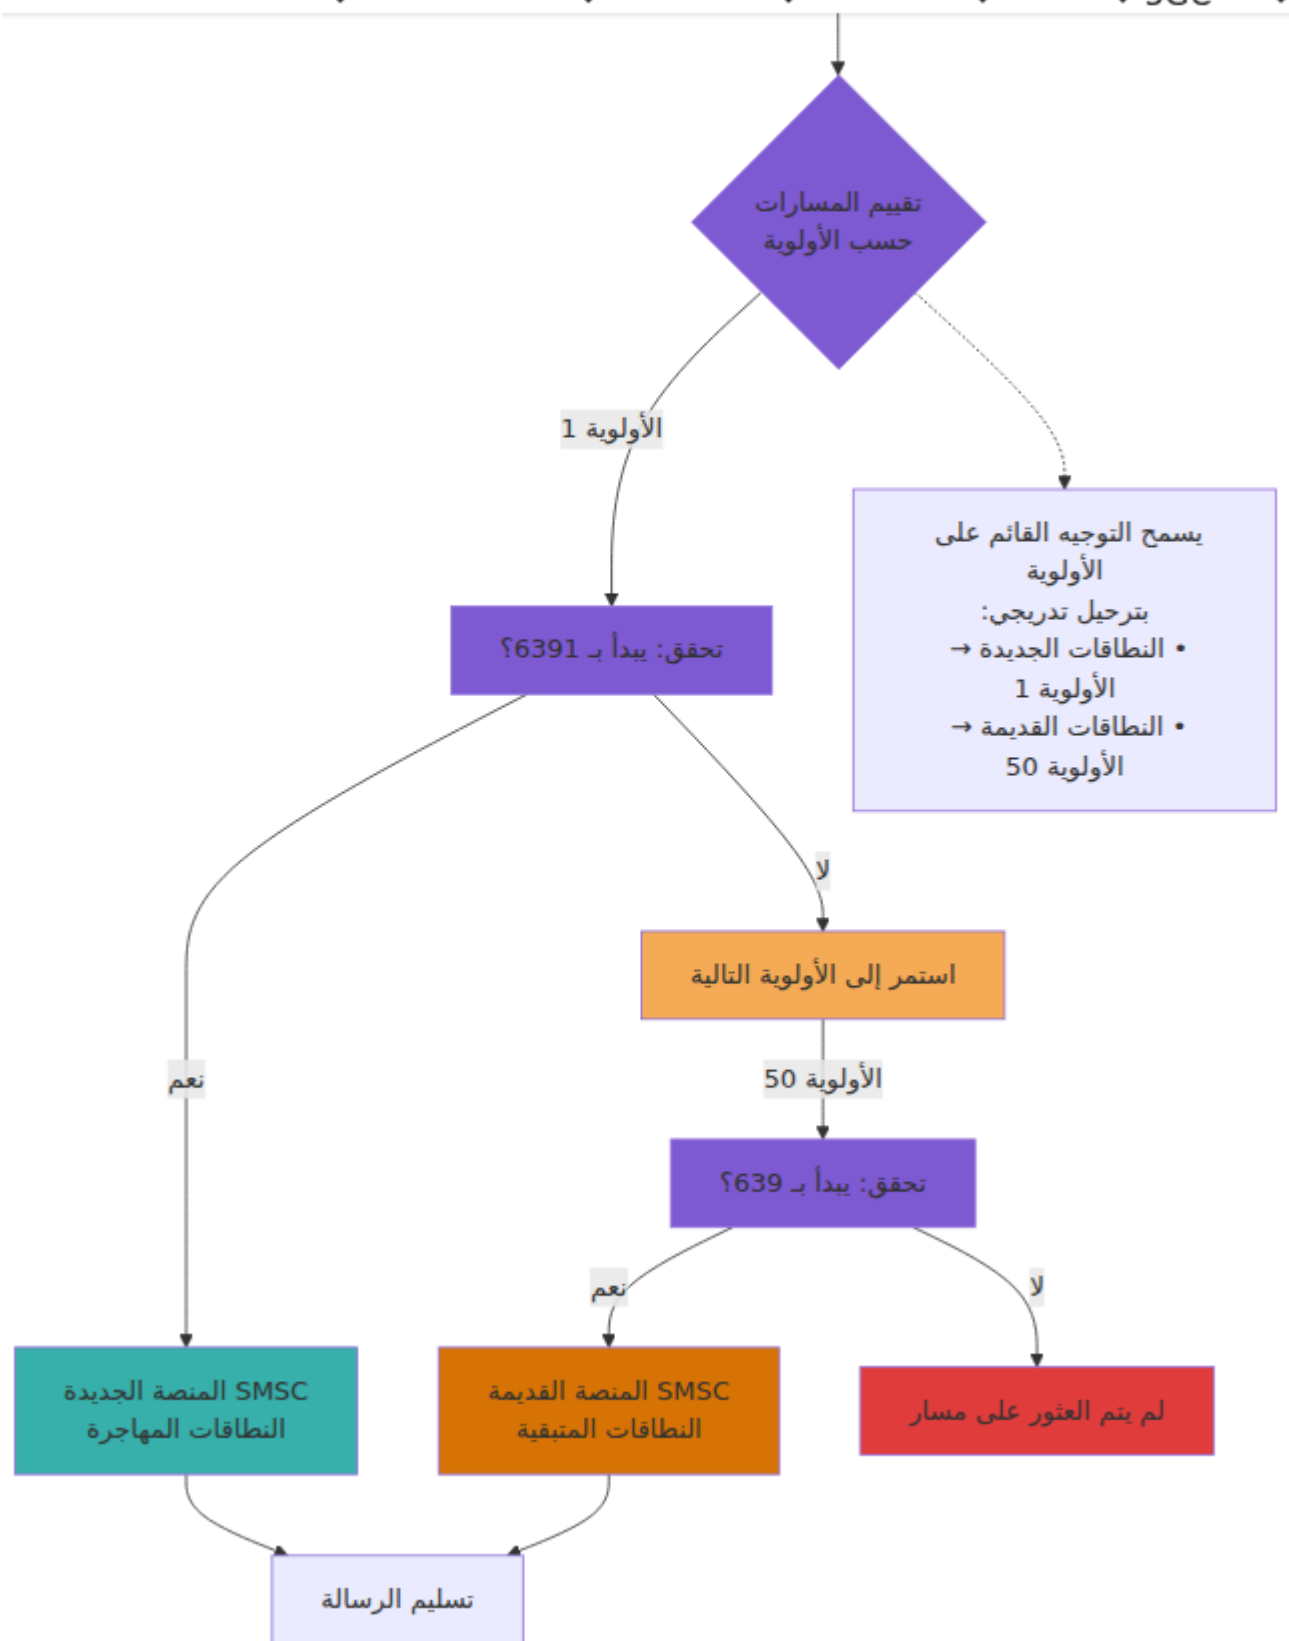 تقييم المسارات
حسب الأولوية
الأولوية 1
يسمح التوجيه القائم على
الأولوية
بترحيل تدريجي:
• النطاقات الجديدة →
الأولوية 1
• النطاقات القديمة →
الأولوية 50
تحقق: يبدأ بـ 6391؟
لا
استمر إلى الأولوية التالية
نعم
الأولوية 50
تحقق: يبدأ بـ 639؟
نعم
لا
SMSC المنصة الجديدة
النطاقات المهاجرة
SMSC المنصة القديمة
النطاقات المتبقية
لم يتم العثور على مسار
تسليم الرسالة